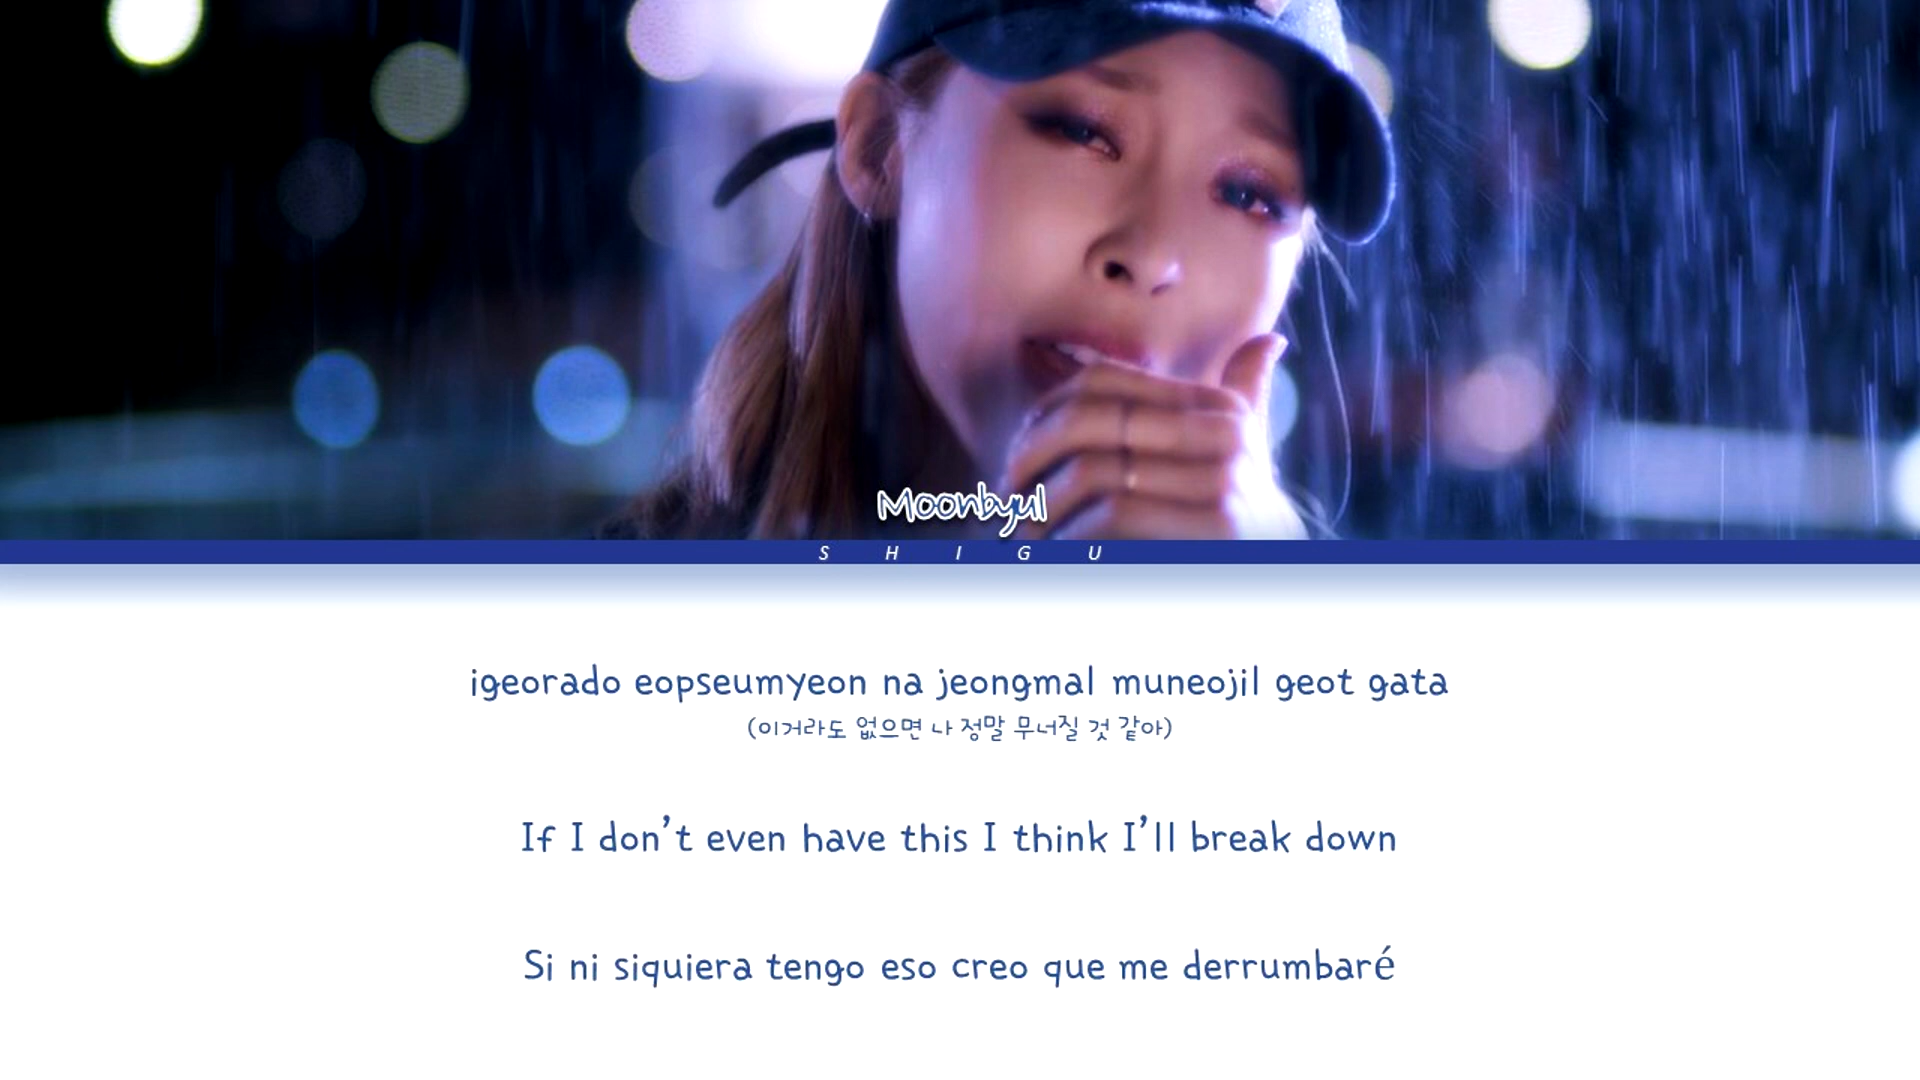 Moonbyul
S H I G U
igeorado eopseumyeon na jeongmal muneojil geot gata
(이거라도 없으면 나 정말 무너질 것 같아)
If I don’t even have this I think I’ll break down
Si ni siquiera tengo eso creo que me derrumbaré